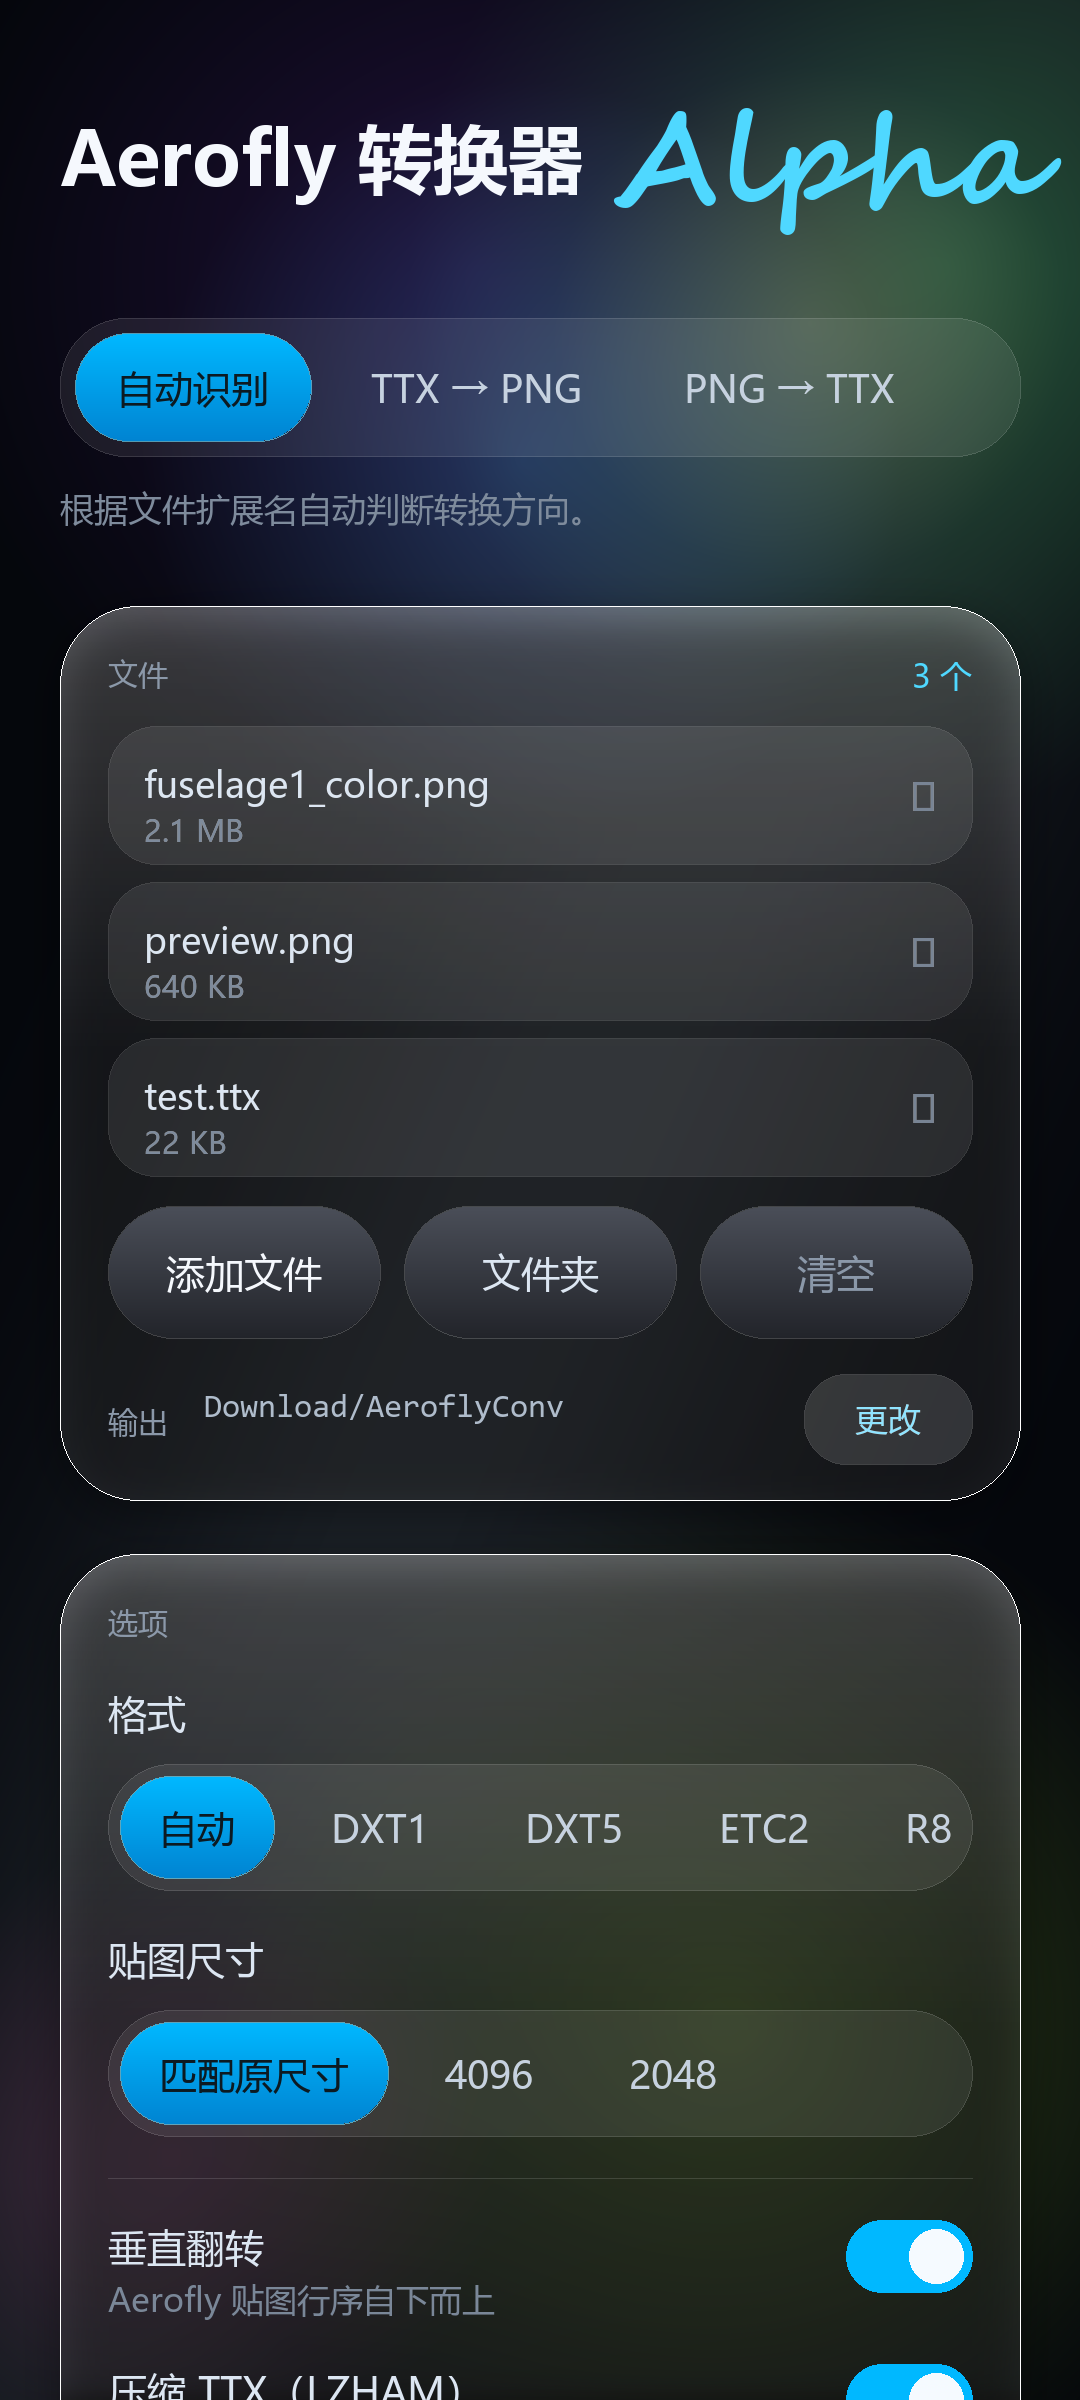 Aerofly 转换器 Alpha
自动识别 TTX → PNG PNG → TTX
根据文件扩展名自动判断转换方向。
文件 3 个
fuselage1_color.png
2.1 MB
preview.png
640 KB
test.ttx
22 KB
添加文件 文件夹 清空
输出 Download/AeroflyConv 更改
选项
格式
自动 DXT1 DXT5 ETC2 R8
贴图尺寸
匹配原尺寸 4096 2048
垂直翻转
Aerofly 贴图行序自下而上
压缩 TTX（LZHAM）